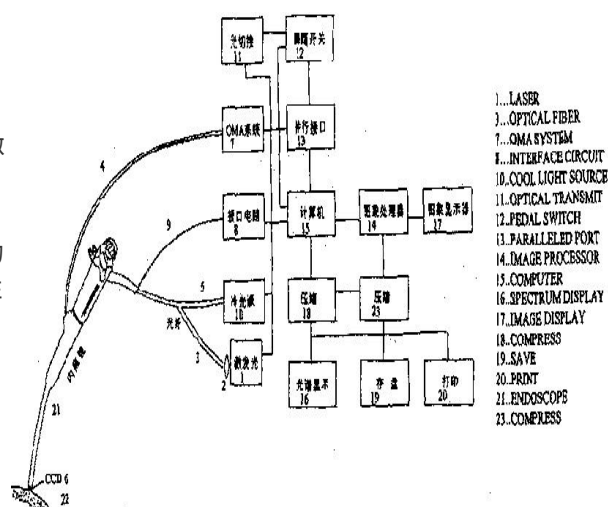 光切换
11
脚踏开关
12
OMA系统
7
并行接口
13
4
9
接口电路
8
计算机
15
图象处理器
14
图象显示器
17
5
冷光源
10
光纤
3
2
激发光
1
压缩
18
压缩
23
光谱显示
16
存盘
19
打印
20
内窥镜
21
CCD 6
22
1...LASER
3...OPTICAL FIBER
7...OMA SYSTEM
8...INTERFACE CIRCUIT
10..COOL LIGHT SOURCE
11..OPTICAL TRANSMIT
12..PEDAL SWITCH
13..PARALLELED PORT
14..IMAGE PROCESSOR
15..COMPUTER
16..SPECTRUM DISPLAY
17..IMAGE DISPLAY
18..COMPRESS
19..SAVE
20..PRINT
21..ENDOSCOPE
23..COMPRESS